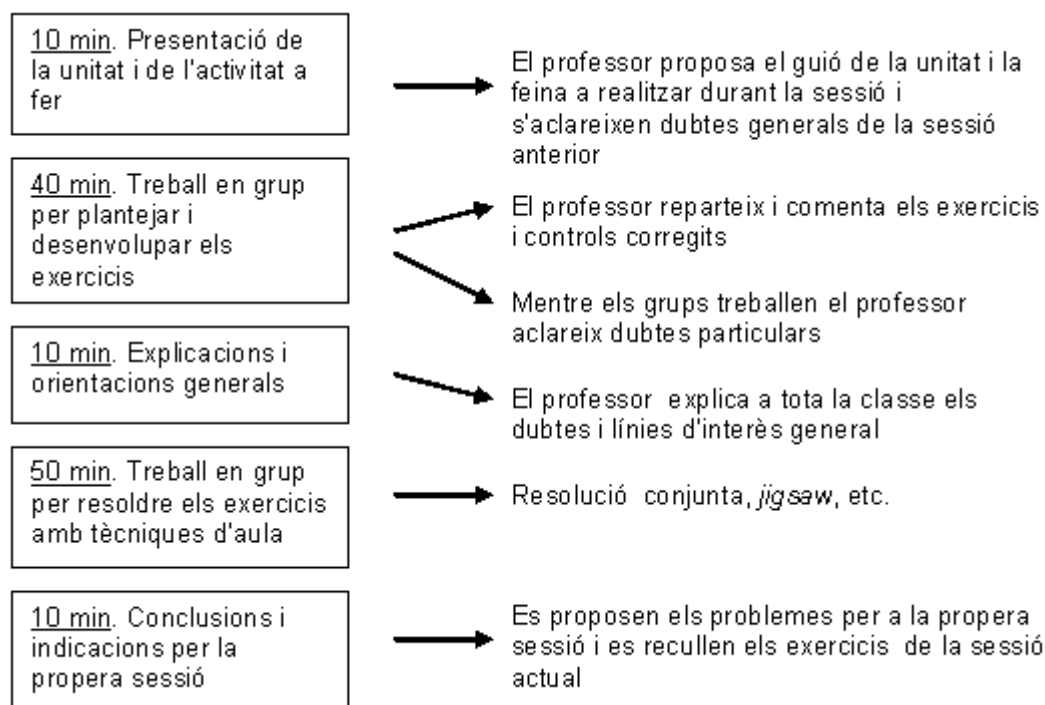 10 min. Presentació de
la unitat i de l'activitat a
fer
El professor proposa el guió de la unitat i la
feina a realitzar durant la sessió i
s'aclareixen dubtes generals de la sessió
anterior
40 min. Treball en grup
per plantejar i
desenvolupar els
exercicis
El professor reparteix i comenta els exercicis
i controls corregits
Mentre els grups treballen el professor
aclareix dubtes particulars
10 min. Explicacions i
orientacions generals
El professor explica a tota la classe els
dubtes i línies d'interès general
50 min. Treball en grup
per resoldre els exercicis
amb tècniques d'aula
Resolució conjunta, jigsaw, etc.
10 min. Conclusions i
indicacions per la
propera sessió
Es proposen els problemes per a la propera
sessió i es recullen els exercicis de la sessió
actual